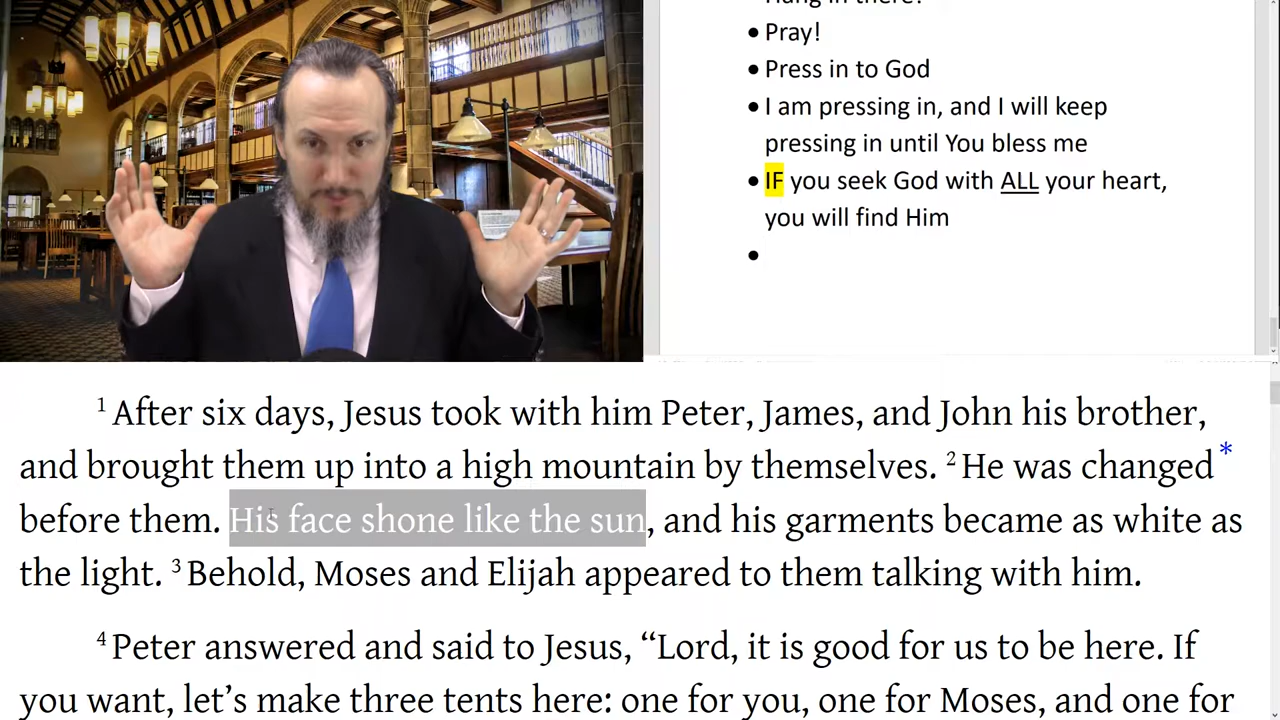 Hang in there!
• Pray!
• Press in to God
• I am pressing in, and I will keep
pressing in until You bless me
• IF you seek God with ALL your heart,
you will find Him
•
1 After six days, Jesus took with him Peter, James, and John his brother,
and brought them up into a high mountain by themselves. 2 He was changed*
before them. His face shone like the sun, and his garments became as white as
the light. 3 Behold, Moses and Elijah appeared to them talking with him.
4 Peter answered and said to Jesus, “Lord, it is good for us to be here. If
you want, let’s make three tents here: one for you, one for Moses, and one for